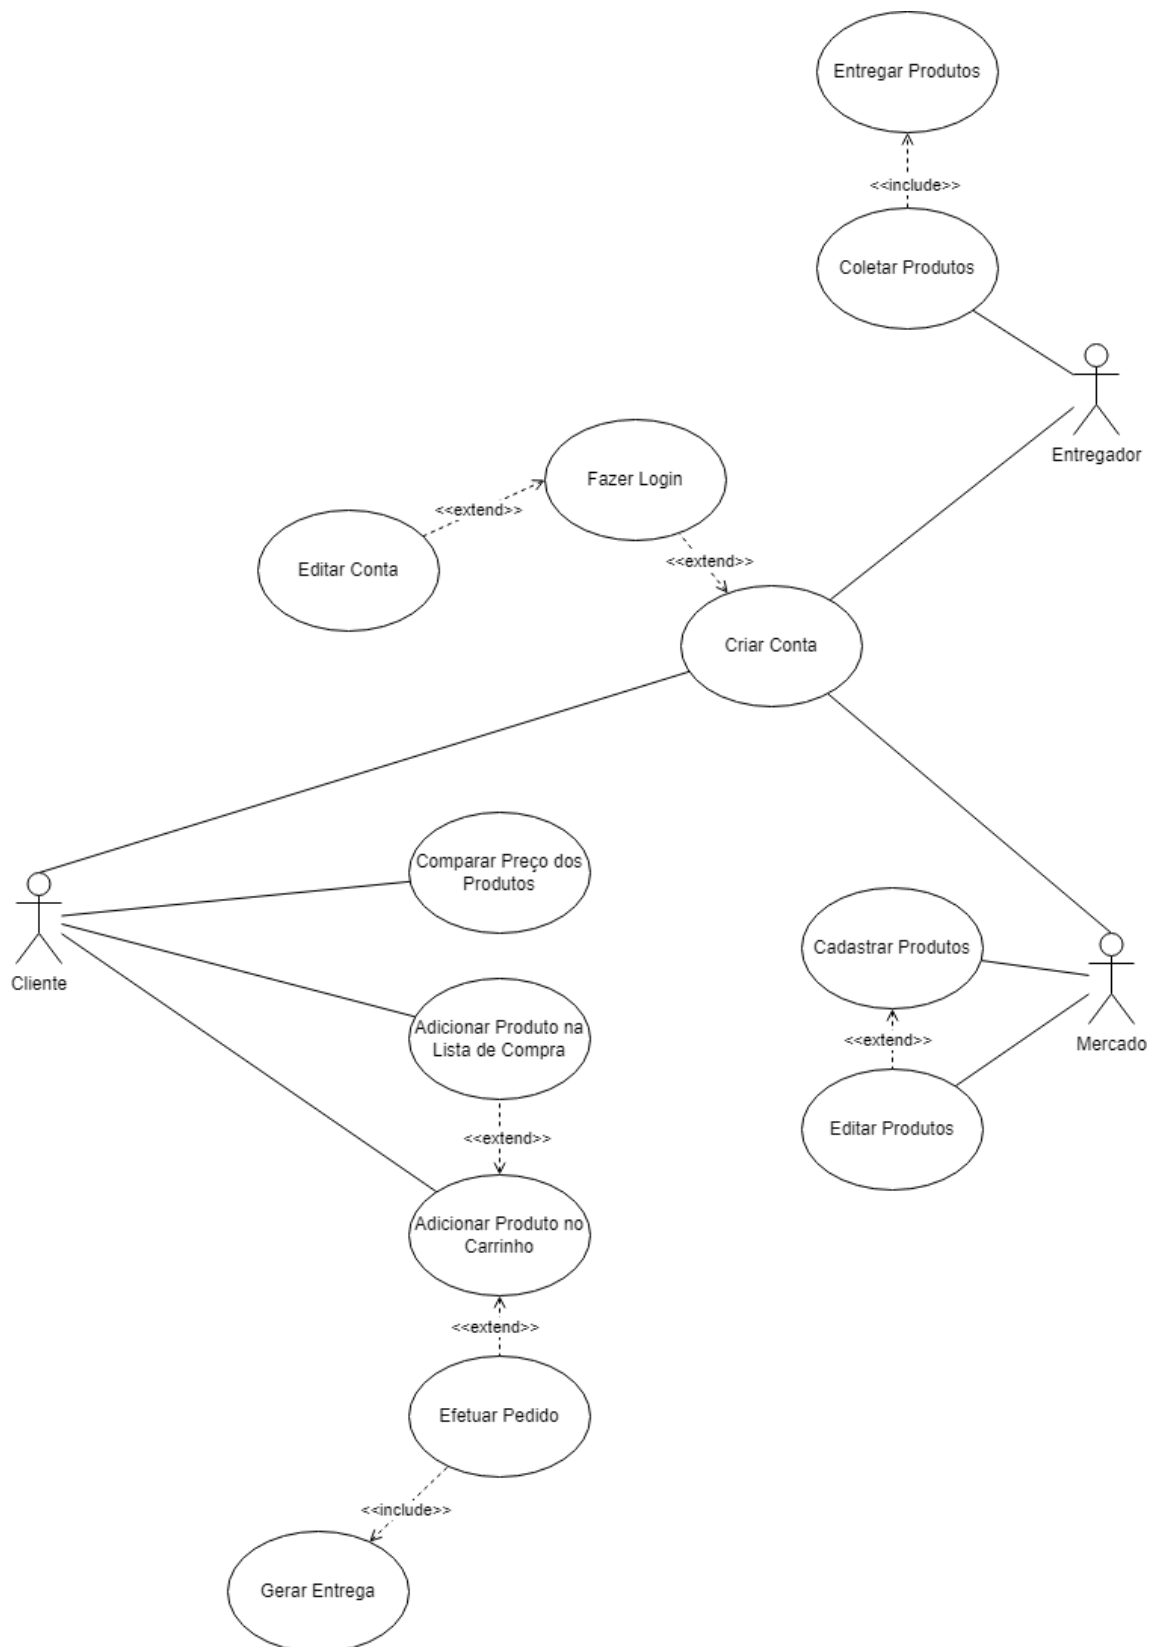 Entregar Produtos
<<include>>
Coletar Produtos
Entregador
Fazer Login
<<extend>>
Editar Conta
<<extend>>
Criar Conta
Comparar Preço dos
Produtos
Cliente
Cadastrar Produtos
Adicionar Produto na
Lista de Compra
<<extend>>
Mercado
Editar Produtos
<<extend>>
Adicionar Produto no
Carrinho
<<extend>>
Efetuar Pedido
<<include>>
Gerar Entrega